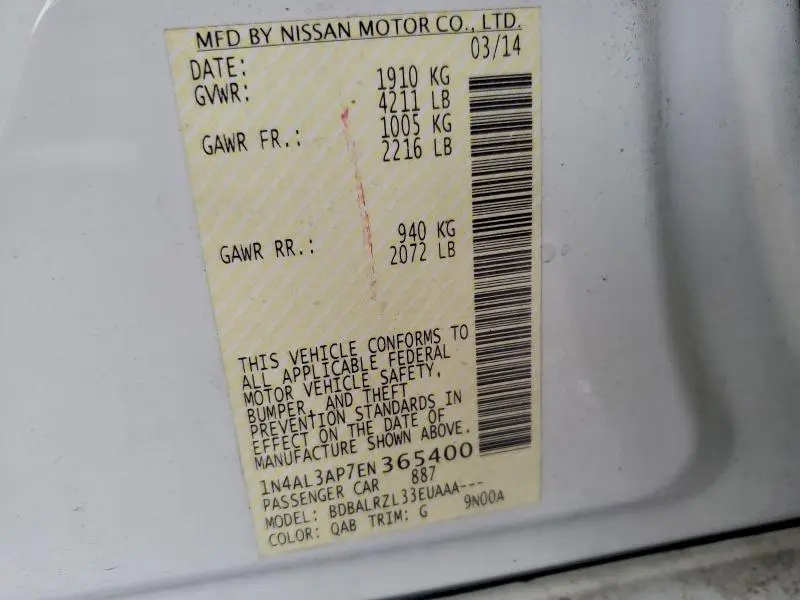 MFD BY NISSAN MOTOR CO., LTD.
DATE: 03/14
GVWR: 1910 KG
4211 LB
GAWR FR.: 1005 KG
2216 LB
GAWR RR.: 940 KG
2072 LB
THIS VEHICLE CONFORMS TO
ALL APPLICABLE FEDERAL
MOTOR VEHICLE SAFETY,
BUMPER, AND THEFT
PREVENTION STANDARDS IN
EFFECT ON THE DATE OF
MANUFACTURE SHOWN ABOVE.
1N4AL3AP7EN365400
PASSENGER CAR 887
MODEL: BDBALRZL33EUAAA---
COLOR: QAB TRIM: G 9N00A